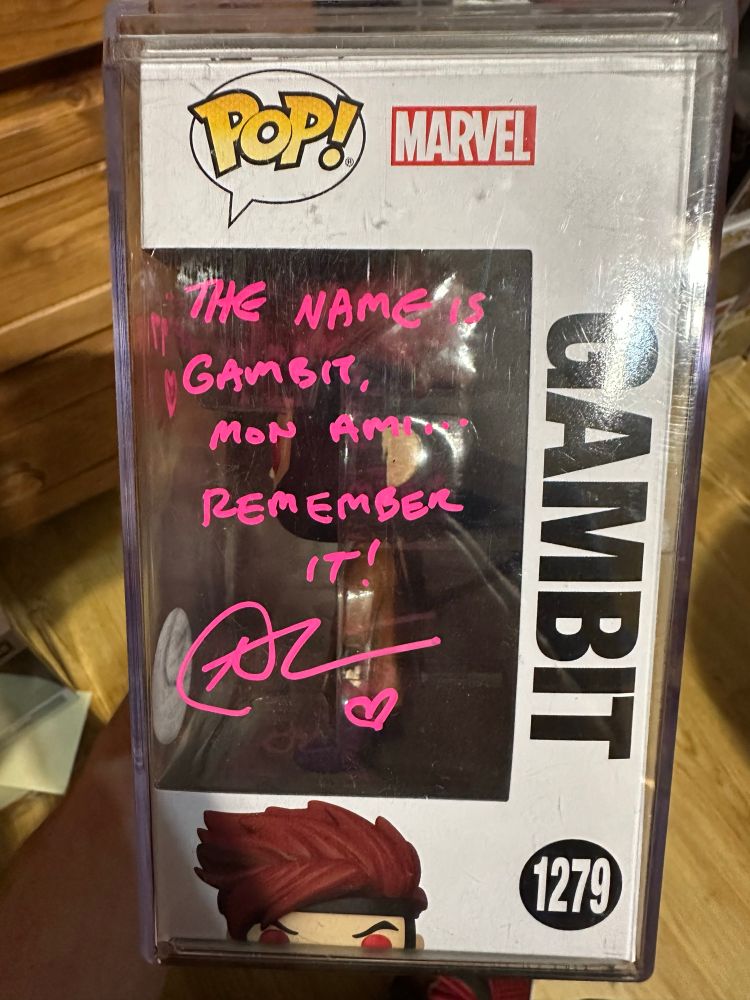 POP!
MARVEL
THE NAME IS
GAMBIT,
MON AMI...
REMEMBER
IT!
GAMBIT
1279